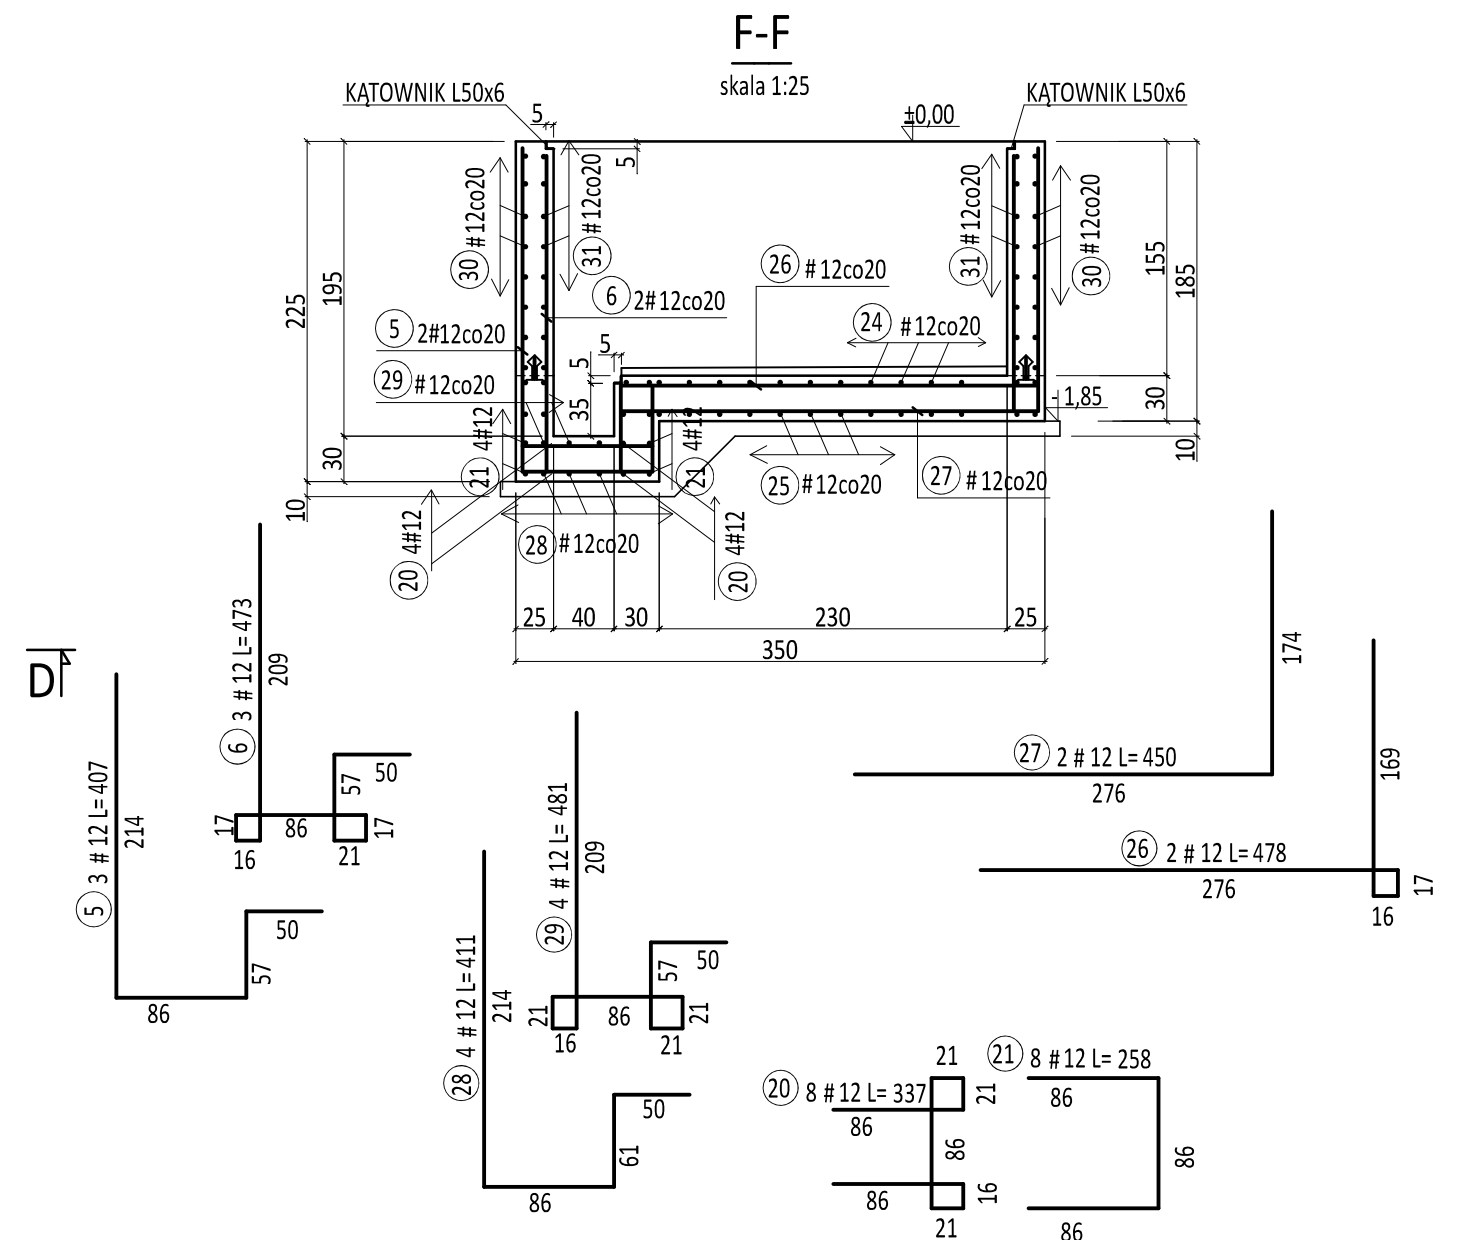 F-F
skala 1:25
KĄTOWNIK L50x6
KĄTOWNIK L50x6
5
±0,00
5
30 #12co20
31 #12co20
31 #12co20
30 #12co20
225
195
155
185
26 #12co20
6 2#12co20
24 #12co20
5 2#12co20
5
5
29 #12co20
35
30
- 1,85
10
4#12
21
4#12
21
30
10
25 #12co20
27 #12co20
4#12
20
28 #12co20
4#12
20
25 40 30 230 25
350
D
6 3 #12 L= 473
209
17
16
86
57
50
21
17
5 3 #12 L= 407
214
86
57
50
29 4 #12 L= 481
209
21
16
86
57
50
21
21
28 4 #12 L= 411
214
86
61
50
27 2 #12 L= 450
276
174
26 2 #12 L= 478
276
169
17
16
20 8 #12 L= 337
21
21
86
86
86
16
21
21 8 #12 L= 258
86
86
86